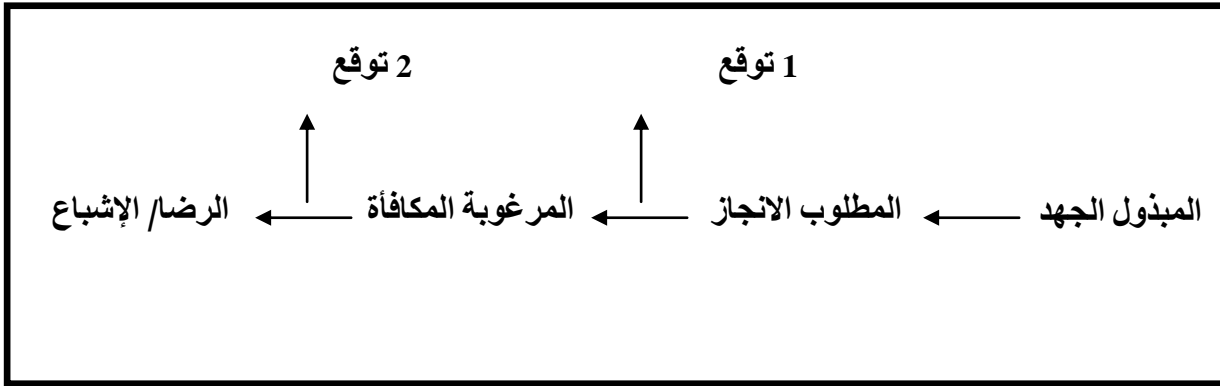 1 توقع
2 توقع
المبذول الجهد
المطلوب الانجاز
المرغوبة المكافأة
الرضا/ الإشباع